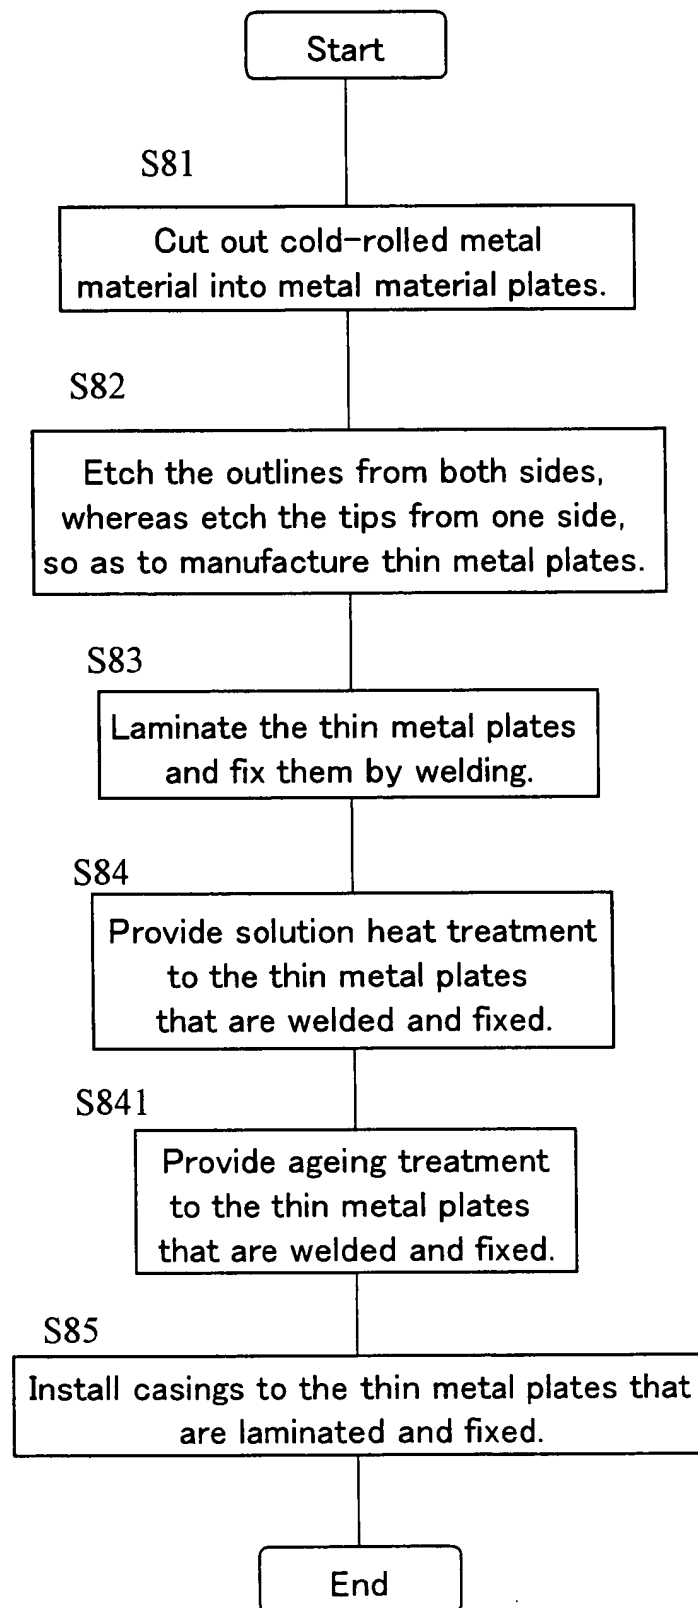 Start
S81
Cut out cold-rolled metal
material into metal material plates.
S82
Etch the outlines from both sides,
whereas etch the tips from one side,
so as to manufacture thin metal plates.
S83
Laminate the thin metal plates
and fix them by welding.
S84
Provide solution heat treatment
to the thin metal plates
that are welded and fixed.
S841
Provide ageing treatment
to the thin metal plates
that are welded and fixed.
S85
Install casings to the thin metal plates that
are laminated and fixed.
End